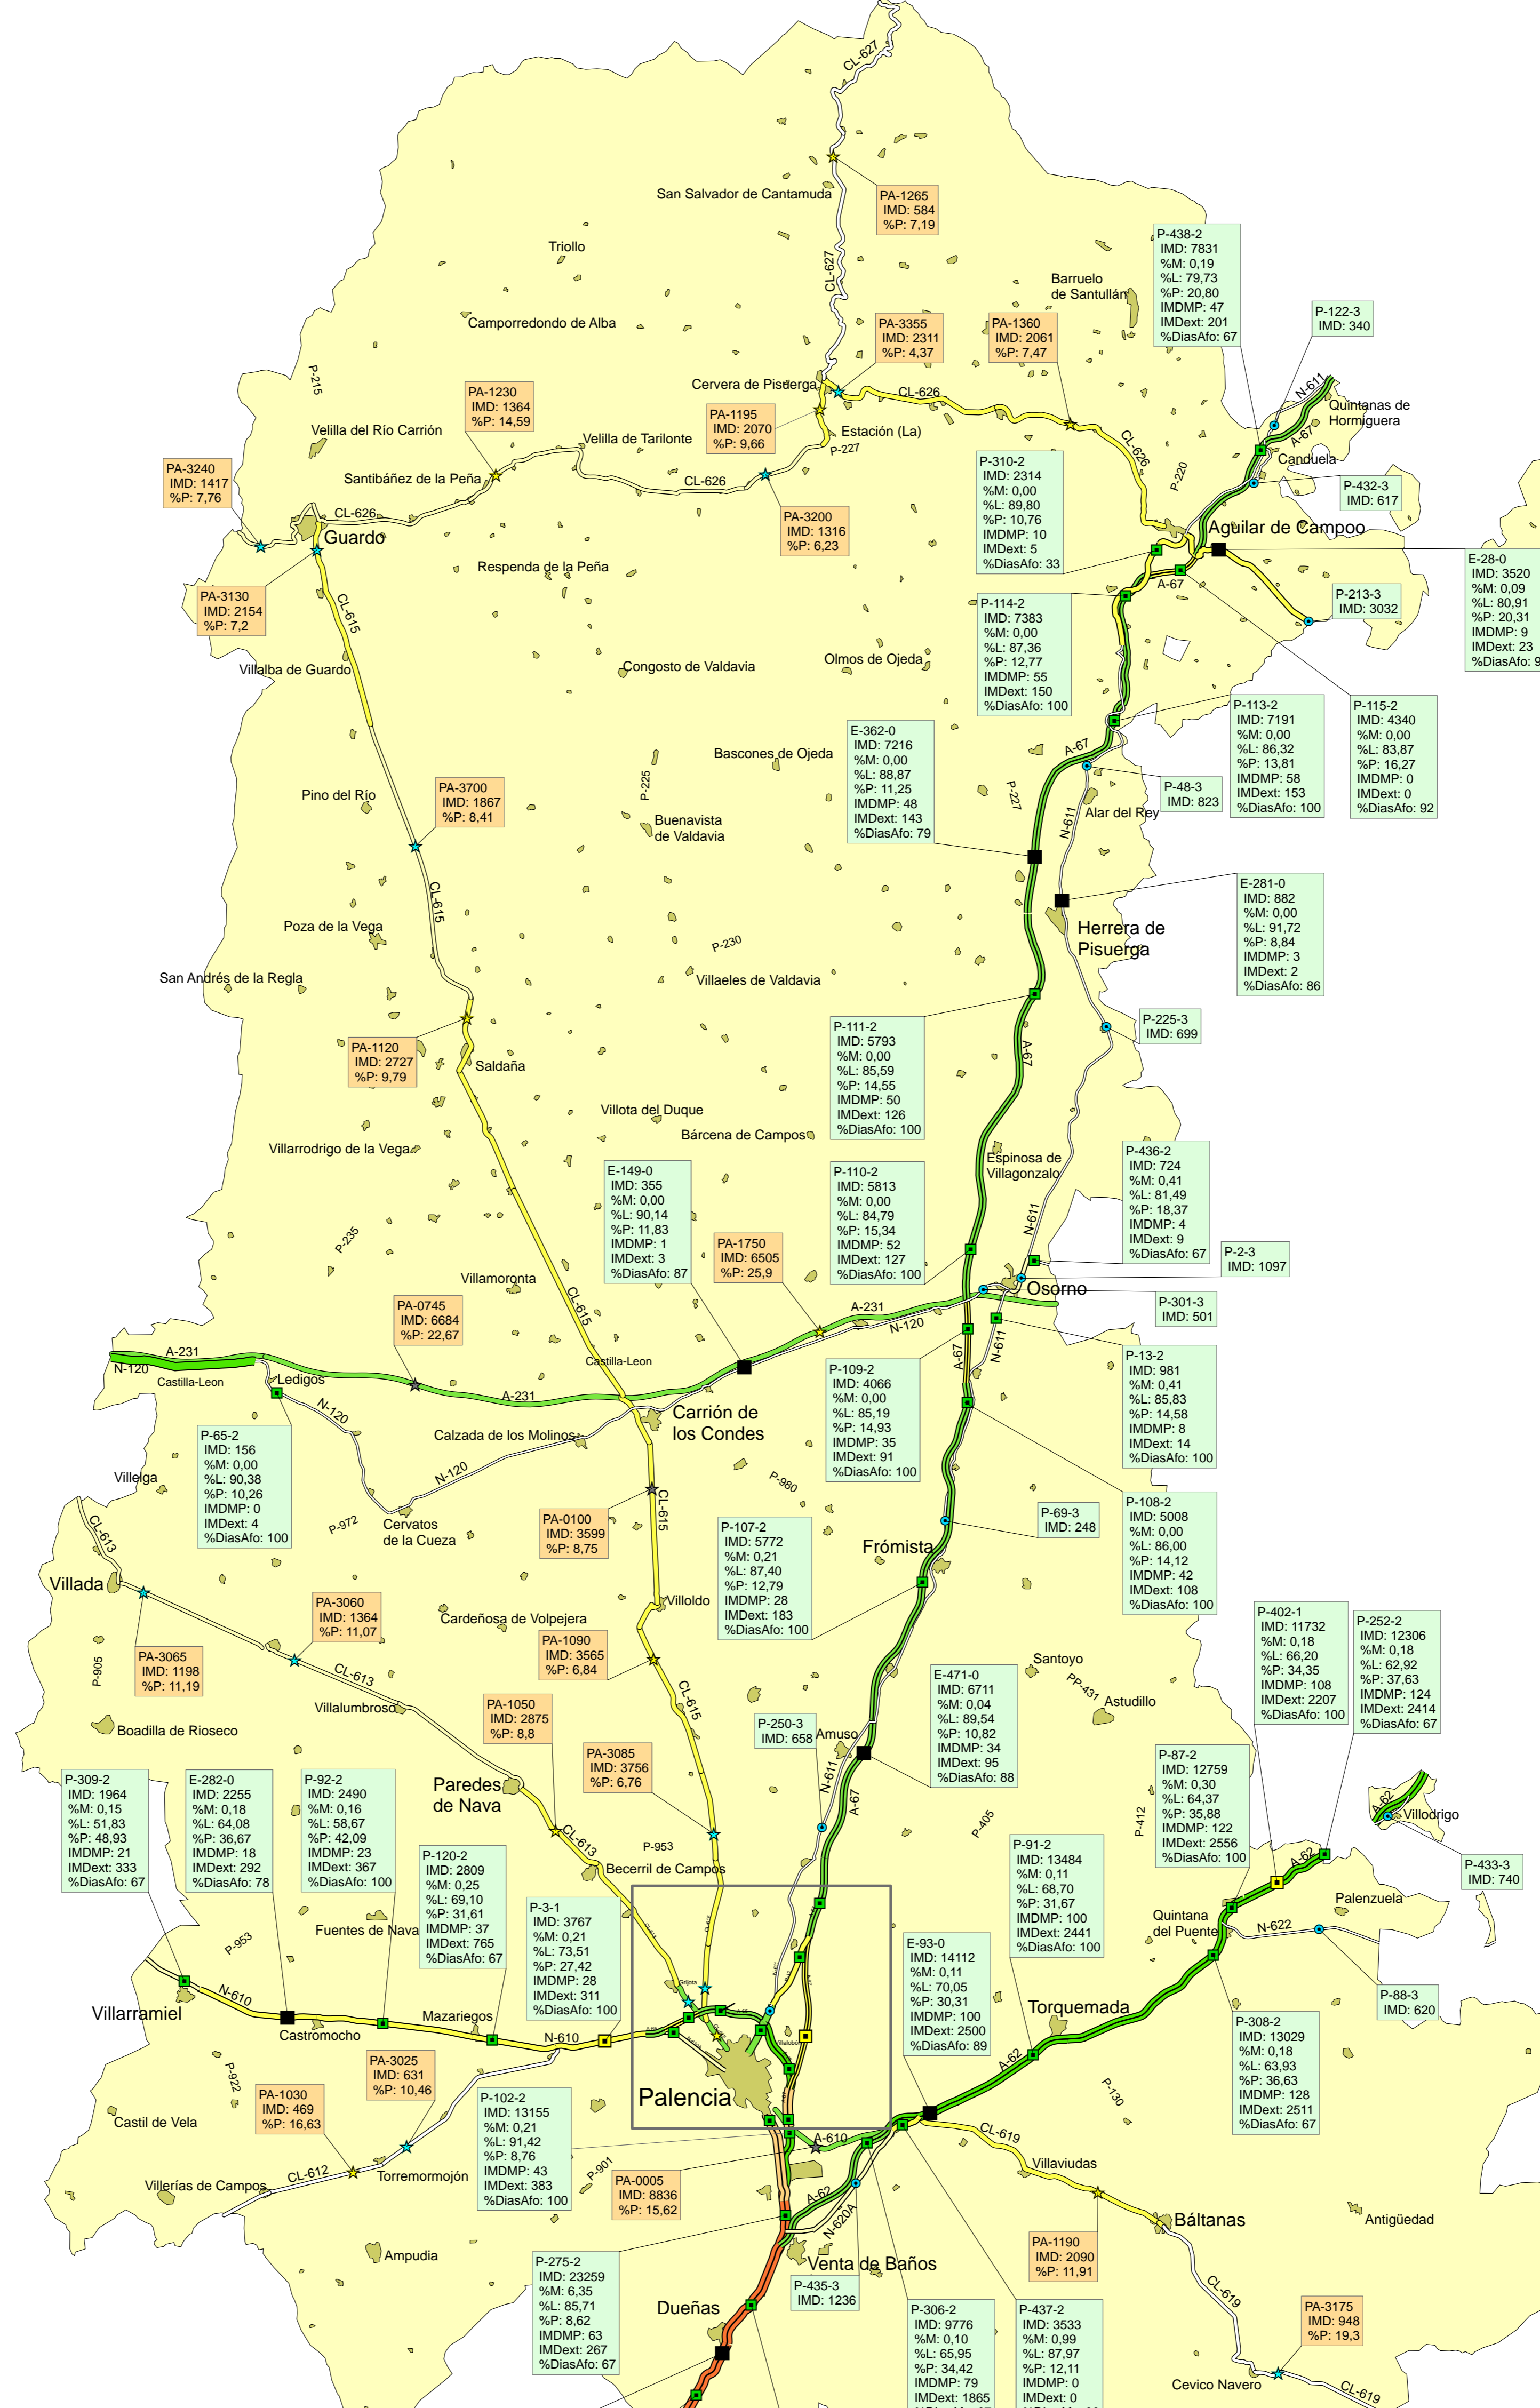 CL-627
San Salvador de Cantamuda
PA-1265
IMD: 584
%P: 7,19
CL-627
Triollo
P-438-2
IMD: 7831
%M: 0,19
%L: 79,73
%P: 20,80
IMDMP: 47
IMDext: 201
%DiasAfo: 67
Barruelo
de Santullán
P-122-3
IMD: 340
Camporredondo de Alba
PA-3355
IMD: 2311
%P: 4,37
PA-1360
IMD: 2061
%P: 7,47
P-215
N-611
Quintanas de
Hormiguera
A-67
Canduela
Cervera de Pisuerga
CL-626
PA-1230
IMD: 1364
%P: 14,59
PA-1195
IMD: 2070
%P: 9,66
Estación (La)
P-227
Velilla del Río Carrión
Velilla de Tarilonte
CL-626
P-220
PA-3240
IMD: 1417
%P: 7,76
Santibáñez de la Peña
CL-626
CL-626
P-310-2
IMD: 2314
%M: 0,00
%L: 89,80
%P: 10,76
IMDMP: 10
IMDext: 5
%DiasAfo: 33
P-432-3
IMD: 617
PA-3200
IMD: 1316
%P: 6,23
Guardo
Aguilar de Campoo
Respenda de la Peña
E-28-0
IMD: 3520
%M: 0,09
%L: 80,91
%P: 20,31
IMDMP: 9
IMDext: 23
%DiasAfo: 9
PA-3130
IMD: 2154
%P: 7,2
CL-615
A-67
P-213-3
IMD: 3032
P-114-2
IMD: 7383
%M: 0,00
%L: 87,36
%P: 12,77
IMDMP: 55
IMDext: 150
%DiasAfo: 100
Villalba de Guardo
Congosto de Valdavia
Olmos de Ojeda
P-113-2
IMD: 7191
%M: 0,00
%L: 86,32
%P: 13,81
IMDMP: 58
IMDext: 153
%DiasAfo: 100
P-115-2
IMD: 4340
%M: 0,00
%L: 83,87
%P: 16,27
IMDMP: 0
IMDext: 0
%DiasAfo: 92
E-362-0
IMD: 7216
%M: 0,00
%L: 88,87
%P: 11,25
IMDMP: 48
IMDext: 143
%DiasAfo: 79
Bascones de Ojeda
A-67
P-225
P-227
P-48-3
IMD: 823
PA-3700
IMD: 1867
%P: 8,41
Pino del Río
Alar del Rey
N-611
Buenavista
de Valdavia
E-281-0
IMD: 882
%M: 0,00
%L: 91,72
%P: 8,84
IMDMP: 3
IMDext: 2
%DiasAfo: 86
CL-615
Poza de la Vega
P-230
Herrera de
Pisuerga
San Andrés de la Regla
Villaeles de Valdavia
P-111-2
IMD: 5793
%M: 0,00
%L: 85,59
%P: 14,55
IMDMP: 50
IMDext: 126
%DiasAfo: 100
P-225-3
IMD: 699
PA-1120
IMD: 2727
%P: 9,79
Saldaña
A-67
Villota del Duque
Bárcena de Campos
Villarrodrigo de la Vega
Espinosa de
Villagonzalo
P-436-2
IMD: 724
%M: 0,41
%L: 81,49
%P: 18,37
IMDMP: 4
IMDext: 9
%DiasAfo: 67
E-149-0
IMD: 355
%M: 0,00
%L: 90,14
%P: 11,83
IMDMP: 1
IMDext: 3
%DiasAfo: 87
P-110-2
IMD: 5813
%M: 0,00
%L: 84,79
%P: 15,34
IMDMP: 52
IMDext: 127
%DiasAfo: 100
P-235
N-611
PA-1750
IMD: 6505
%P: 25,9
P-2-3
IMD: 1097
Villamoronta
Osorno
PA-0745
IMD: 6684
%P: 22,67
CL-615
A-231
P-301-3
IMD: 501
N-120
N-611
A-67
A-231
N-120
Castilla-Leon
Castilla-Leon
Ledigos
A-231
P-109-2
IMD: 4066
%M: 0,00
%L: 85,19
%P: 14,93
IMDMP: 35
IMDext: 91
%DiasAfo: 100
P-13-2
IMD: 981
%M: 0,41
%L: 85,83
%P: 14,58
IMDMP: 8
IMDext: 14
%DiasAfo: 100
N-120
Carrión de
los Condes
P-65-2
IMD: 156
%M: 0,00
%L: 90,38
%P: 10,26
IMDMP: 0
IMDext: 4
%DiasAfo: 100
Calzada de los Molinos
Villelga
N-120
P-980
CL-615
P-108-2
IMD: 5008
%M: 0,00
%L: 86,00
%P: 14,12
IMDMP: 42
IMDext: 108
%DiasAfo: 100
PA-0100
IMD: 3599
%P: 8,75
CL-613
P-972
Cervatos
de la Cueza
P-69-3
IMD: 248
P-107-2
IMD: 5772
%M: 0,21
%L: 87,40
%P: 12,79
IMDMP: 28
IMDext: 183
%DiasAfo: 100
Frómista
Villada
PA-3060
IMD: 1364
%P: 11,07
Villoldo
Cardeñosa de Volpejera
P-402-1
IMD: 11732
%M: 0,18
%L: 66,20
%P: 34,35
IMDMP: 108
IMDext: 2207
%DiasAfo: 100
P-252-2
IMD: 12306
%M: 0,18
%L: 62,92
%P: 37,63
IMDMP: 124
IMDext: 2414
%DiasAfo: 67
PA-1090
IMD: 3565
%P: 6,84
PA-3065
IMD: 1198
%P: 11,19
P-905
CL-613
Santoyo
PP-431
E-471-0
IMD: 6711
%M: 0,04
%L: 89,54
%P: 10,82
IMDMP: 34
IMDext: 95
%DiasAfo: 88
CL-615
Astudillo
PA-1050
IMD: 2875
%P: 8,8
Villalumbroso
Boadilla de Rioseco
P-250-3
IMD: 658
Amuso
PA-3085
IMD: 3756
%P: 6,76
P-87-2
IMD: 12759
%M: 0,30
%L: 64,37
%P: 35,88
IMDMP: 122
IMDext: 2556
%DiasAfo: 100
P-309-2
IMD: 1964
%M: 0,15
%L: 51,83
%P: 48,93
IMDMP: 21
IMDext: 333
%DiasAfo: 67
E-282-0
IMD: 2255
%M: 0,18
%L: 64,08
%P: 36,67
IMDMP: 18
IMDext: 292
%DiasAfo: 78
P-92-2
IMD: 2490
%M: 0,16
%L: 58,67
%P: 42,09
IMDMP: 23
IMDext: 367
%DiasAfo: 100
Paredes
de Nava
N-611
A-67
A-62
Villodrigo
P-405
P-412
CL-613
P-953
P-91-2
IMD: 13484
%M: 0,11
%L: 68,70
%P: 31,67
IMDMP: 100
IMDext: 2441
%DiasAfo: 100
P-120-2
IMD: 2809
%M: 0,25
%L: 69,10
%P: 31,61
IMDMP: 37
IMDext: 765
%DiasAfo: 67
A-62
P-433-3
IMD: 740
Becerril de Campos
Palenzuela
P-3-1
IMD: 3767
%M: 0,21
%L: 73,51
%P: 27,42
IMDMP: 28
IMDext: 311
%DiasAfo: 100
Quintana
del Puente
N-622
Fuentes de Nava
P-953
E-93-0
IMD: 14112
%M: 0,11
%L: 70,05
%P: 30,31
IMDMP: 100
IMDext: 2500
%DiasAfo: 89
Grijota
P-88-3
IMD: 620
N-610
Villarramiel
Castromocho
Mazariegos
N-610
Torquemada
P-308-2
IMD: 13029
%M: 0,18
%L: 63,93
%P: 36,63
IMDMP: 128
IMDext: 2511
%DiasAfo: 67
PA-3025
IMD: 631
%P: 10,46
A-62
P-922
PA-1030
IMD: 469
%P: 16,63
Palencia
P-130
P-102-2
IMD: 13155
%M: 0,21
%L: 91,42
%P: 8,76
IMDMP: 43
IMDext: 383
%DiasAfo: 100
Castil de Vela
A-610
CL-619
Villaviudas
P-901
CL-612
Torremormojón
Villerías de Campos
PA-0005
IMD: 8836
%P: 15,62
A-62
N-620A
Báltanas
Antigüedad
PA-1190
IMD: 2090
%P: 11,91
Ampudia
P-275-2
IMD: 23259
%M: 6,35
%L: 85,71
%P: 8,62
IMDMP: 63
IMDext: 267
%DiasAfo: 67
Venta de Baños
P-435-3
IMD: 1236
CL-619
Dueñas
P-306-2
IMD: 9776
%M: 0,10
%L: 65,95
%P: 34,42
IMDMP: 79
IMDext: 1865
P-437-2
IMD: 3533
%M: 0,99
%L: 87,97
%P: 12,11
IMDMP: 0
IMDext: 0
PA-3175
IMD: 948
%P: 19,3
Cevico Navero
CL-619